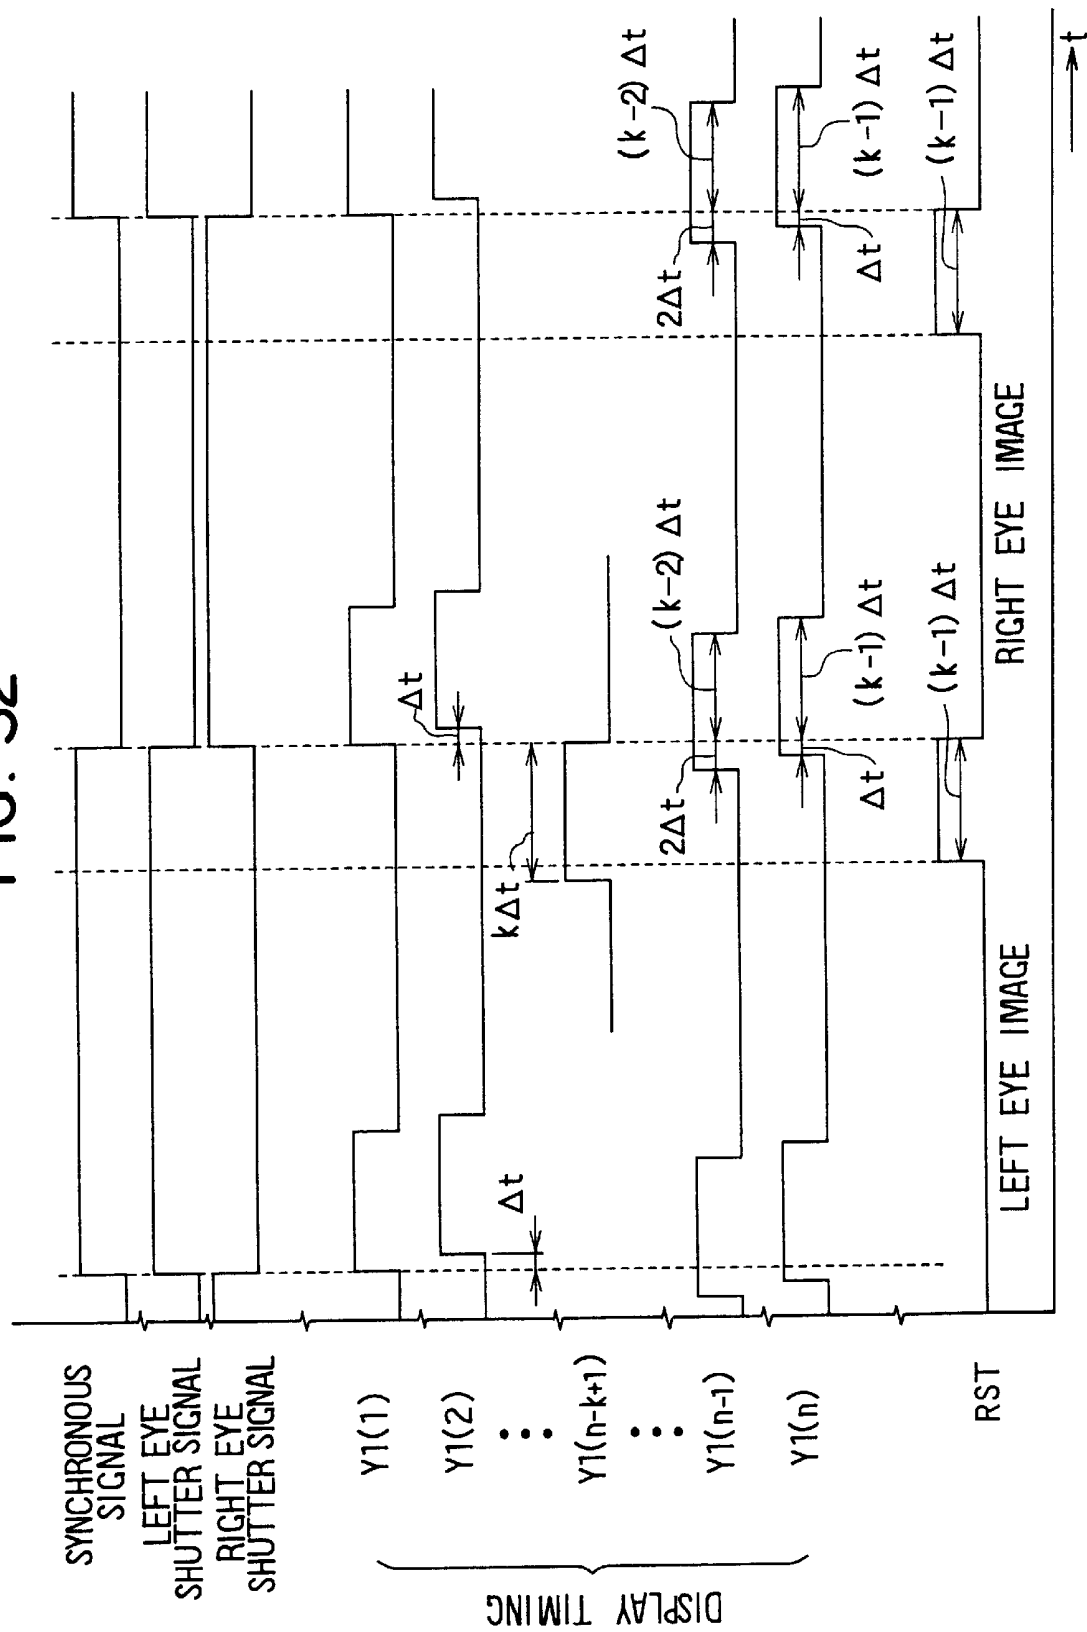 FIG. 32
SYNCHRONOUS
SIGNAL
LEFT EYE
SHUTTER SIGNAL
RIGHT EYE
SHUTTER SIGNAL
DISPLAY TIMING
Y1(1)
Y1(2)
Y1(n-k+1)
Y1(n-1)
Y1(n)
RST
Δt
Δt
kΔt
2Δt
(k-2)Δt
2Δt
(k-2)Δt
Δt
(k-1)Δt
Δt
(k-1)Δt
(k-1)Δt
(k-1)Δt
LEFT EYE IMAGE
RIGHT EYE IMAGE
t